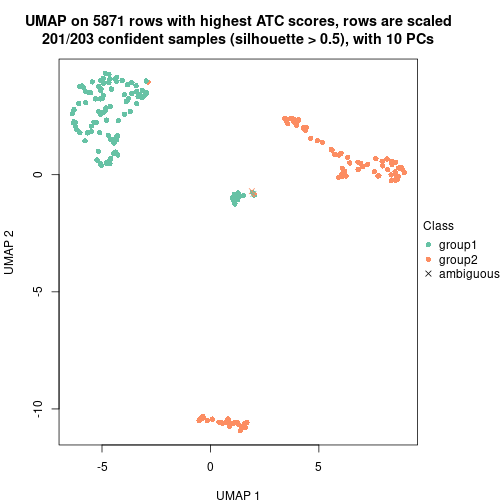 UMAP on 5871 rows with highest ATC scores, rows are scaled
201/203 confident samples (silhouette > 0.5), with 10 PCs
0
-5
-10
UMAP 2
-5
0
5
UMAP 1
Class
group1
group2
ambiguous